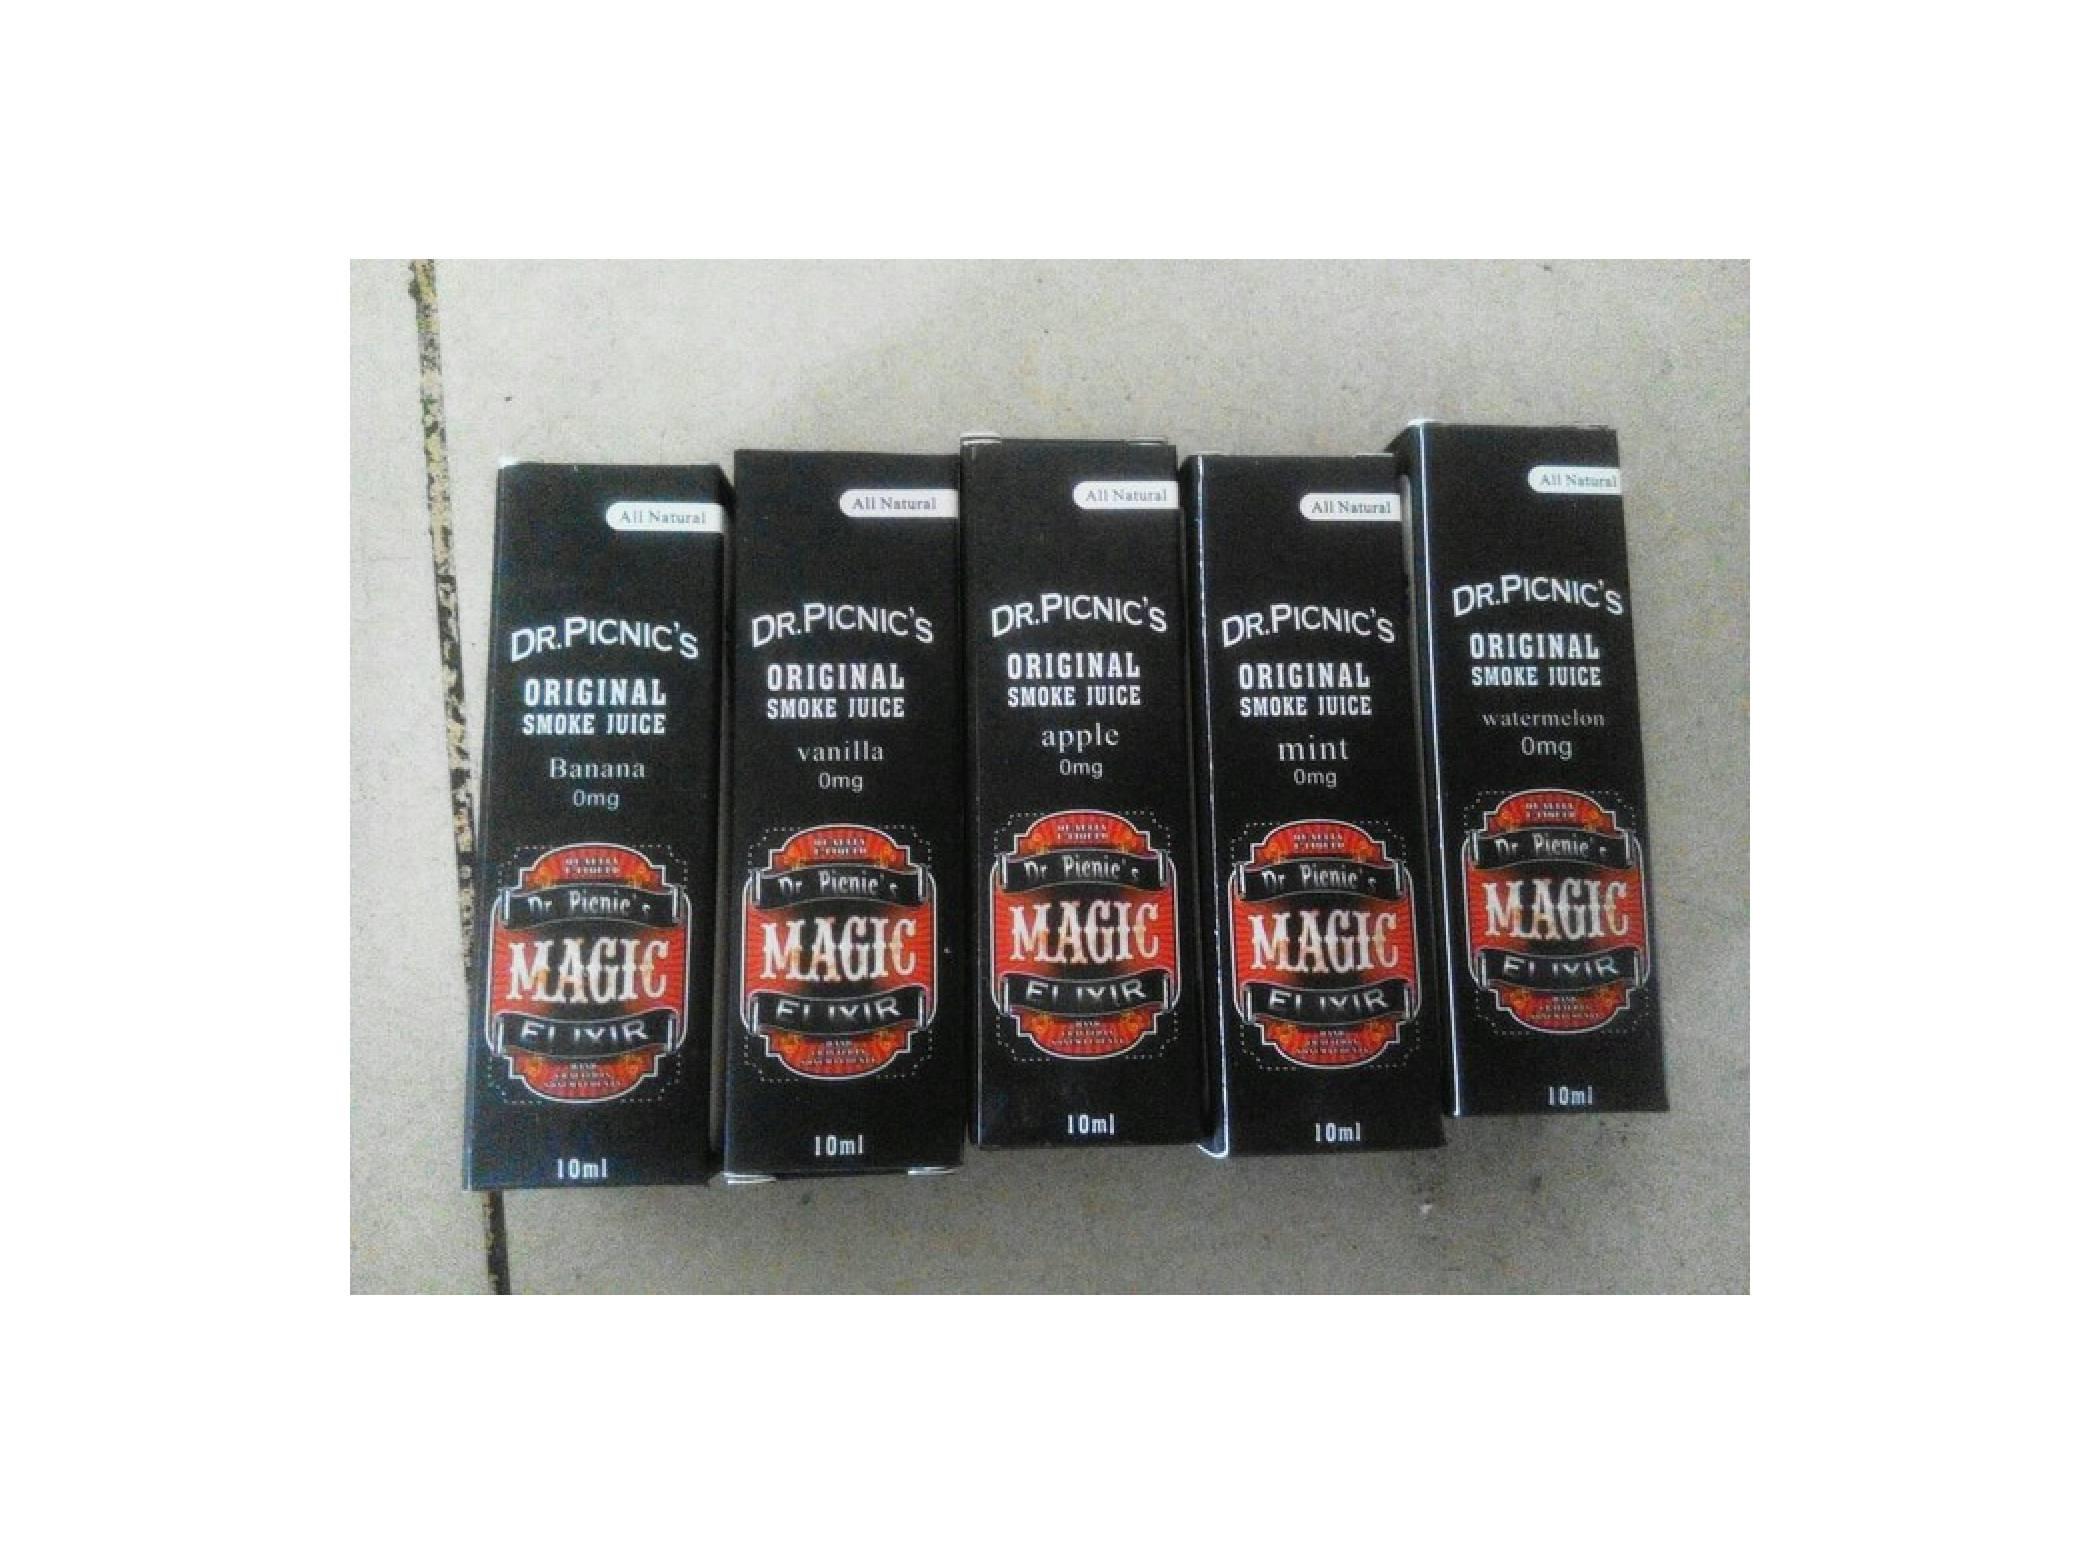 All Natural
DR.PICNIC'S
ORIGINAL
SMOKE JUICE
Banana
0mg
Dr Picnic's
MAGIC
ELIXIR
10ml
All Natural
DR.PICNIC'S
ORIGINAL
SMOKE JUICE
vanilla
0mg
Dr Picnic's
MAGIC
ELIXIR
10ml
All Natural
DR.PICNIC'S
ORIGINAL
SMOKE JUICE
apple
0mg
Dr Picnic's
MAGIC
ELIXIR
10ml
All Natural
DR.PICNIC'S
ORIGINAL
SMOKE JUICE
mint
0mg
Dr Picnic's
MAGIC
ELIXIR
10ml
All Natural
DR.PICNIC'S
ORIGINAL
SMOKE JUICE
watermelon
0mg
Dr Picnic's
MAGIC
ELIXIR
10ml